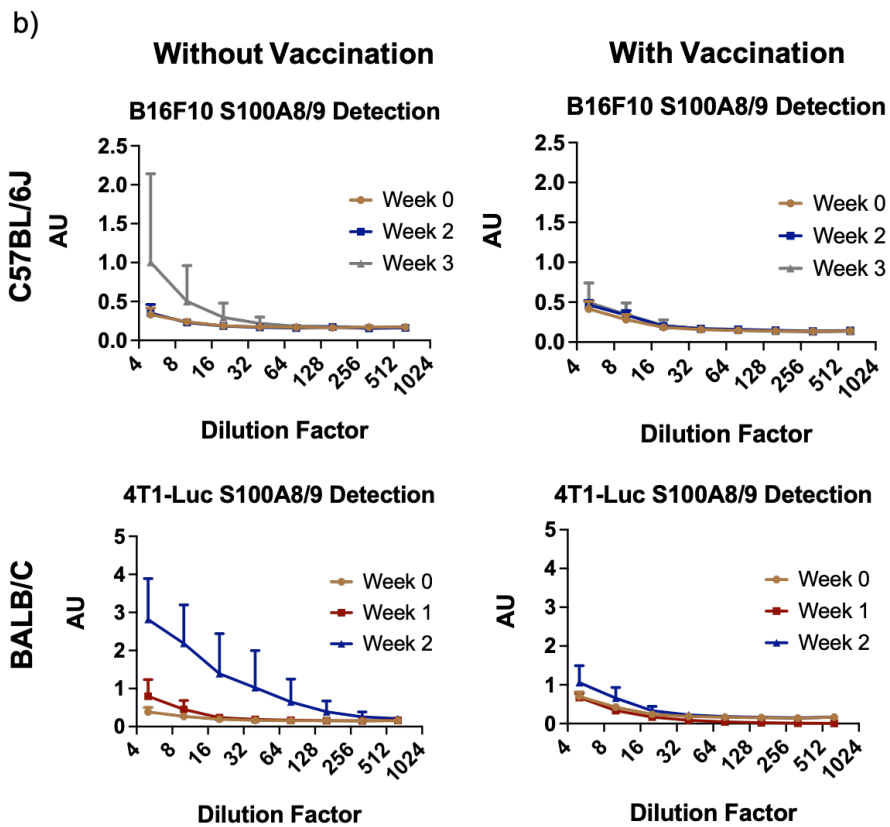 b)
Without Vaccination
With Vaccination
C57BL/6J
B16F10 S100A8/9 Detection
AU
2.5
2.0
1.5
1.0
0.5
0.0
Week 0
Week 2
Week 3
4 8 16 32 64 128 256 512 1024
Dilution Factor
B16F10 S100A8/9 Detection
AU
2.5
2.0
1.5
1.0
0.5
0.0
Week 0
Week 2
Week 3
4 8 16 32 64 128 256 512 1024
Dilution Factor
BALB/C
4T1-Luc S100A8/9 Detection
AU
5
4
3
2
1
0
Week 0
Week 1
Week 2
4 8 16 32 64 128 256 512 1024
Dilution Factor
4T1-Luc S100A8/9 Detection
AU
5
4
3
2
1
0
Week 0
Week 1
Week 2
4 8 16 32 64 128 256 512 1024
Dilution Factor